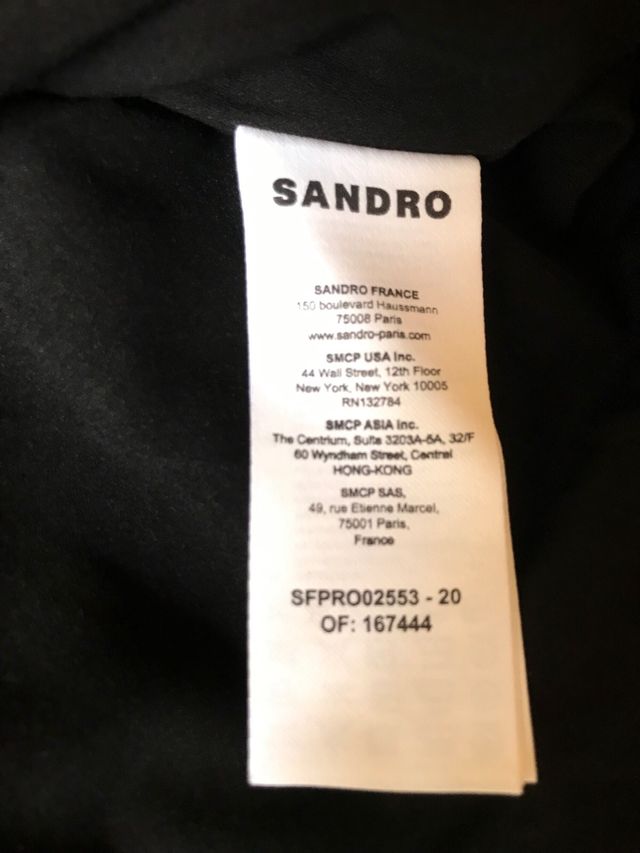 SANDRO
SANDRO FRANCE
150 boulevard Haussmann
75008 Paris
www.sandro-paris.com
SMCP USA Inc.
44 Wall Street, 12th Floor
New York, New York 10005
RN132784
SMCP ASIA Inc.
The Centrium, Suite 3203A-5A, 32/F
60 Wyndham Street, Central
HONG-KONG
SMCP SAS,
49, rue Etienne Marcel,
75001 Paris,
France
SFPRO02553 - 20
OF: 167444